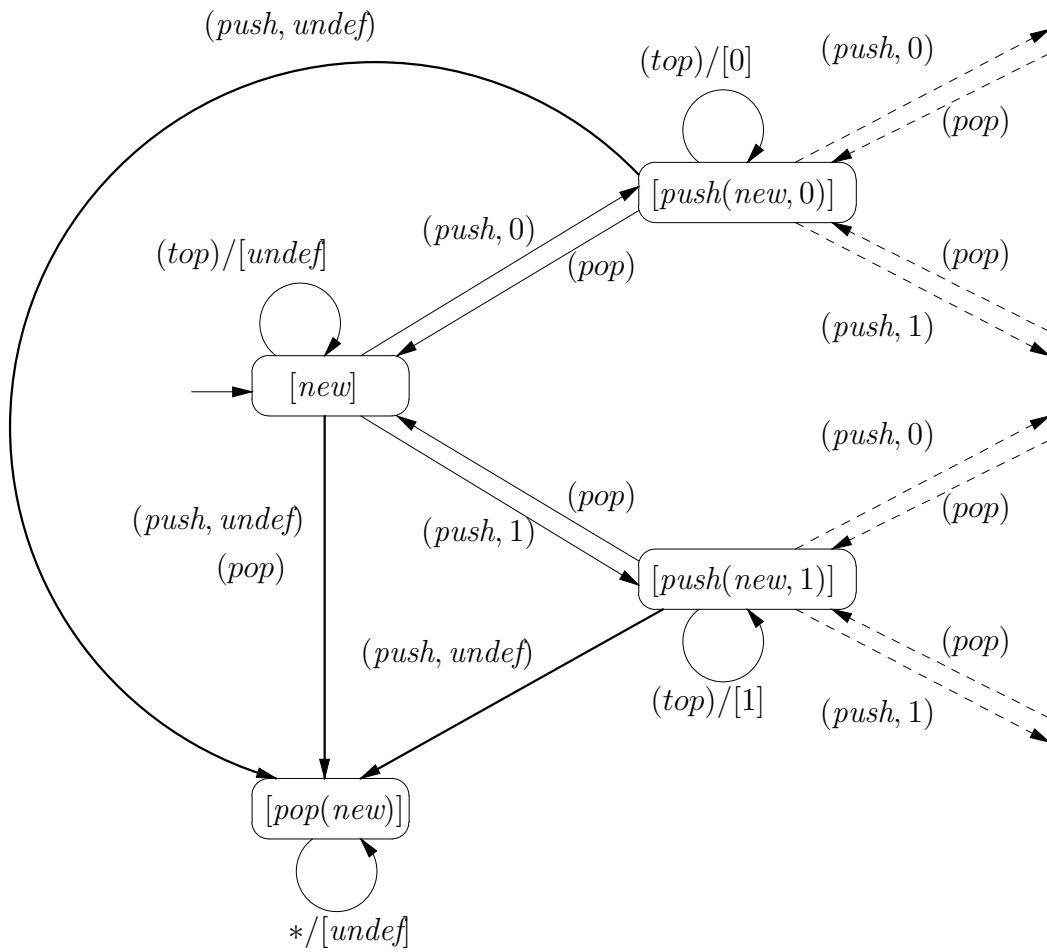 (push, undef)
(push, 0)
(top)/[0]
(pop)
[push(new, 0)]
(push, 0)
(top)/[undef]
(pop)
(pop)
(push, 1)
[new]
(push, 0)
(pop)
(push, undef)
(push, 1)
(pop)
(pop)
[push(new, 1)]
(push, undef)
(pop)
(top)/[1]
(push, 1)
[pop(new)]
*/[undef]